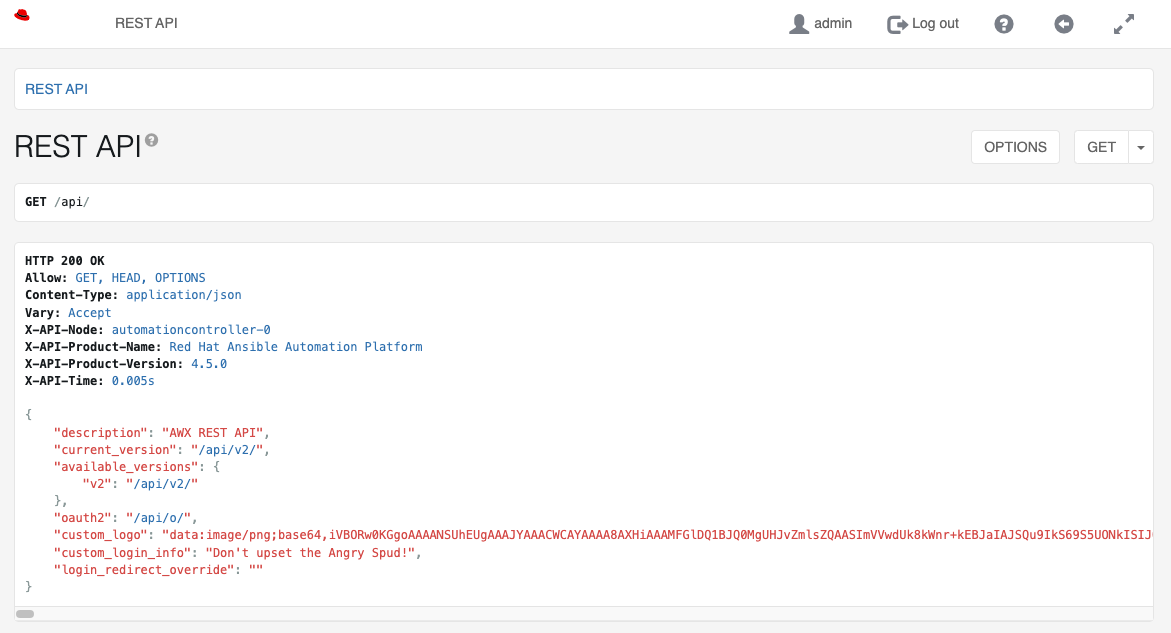 REST API
admin
Log out
REST API
REST API
OPTIONS
GET
GET /api/
HTTP 200 OK
Allow: GET, HEAD, OPTIONS
Content-Type: application/json
Vary: Accept
X-API-Node: automationcontroller-0
X-API-Product-Name: Red Hat Ansible Automation Platform
X-API-Product-Version: 4.5.0
X-API-Time: 0.005s
{
"description": "AWX REST API",
"current_version": "/api/v2/",
"available_versions": {
"v2": "/api/v2/"
},
"oauth2": "/api/o/",
"custom_logo": "data:image/png;base64,iVBORw0KGgoAAAANSUhEUgAAAJYAAACWCAYAAAA8AXHiAAAMFGlDQ1BJQ0MgUHJvZmlsZQAASImVVwdUk8kWnr+kEBJaIAJSQu9IkS69S5UONkISIJ
"custom_login_info": "Don't upset the Angry Spud!",
"login_redirect_override": ""
}